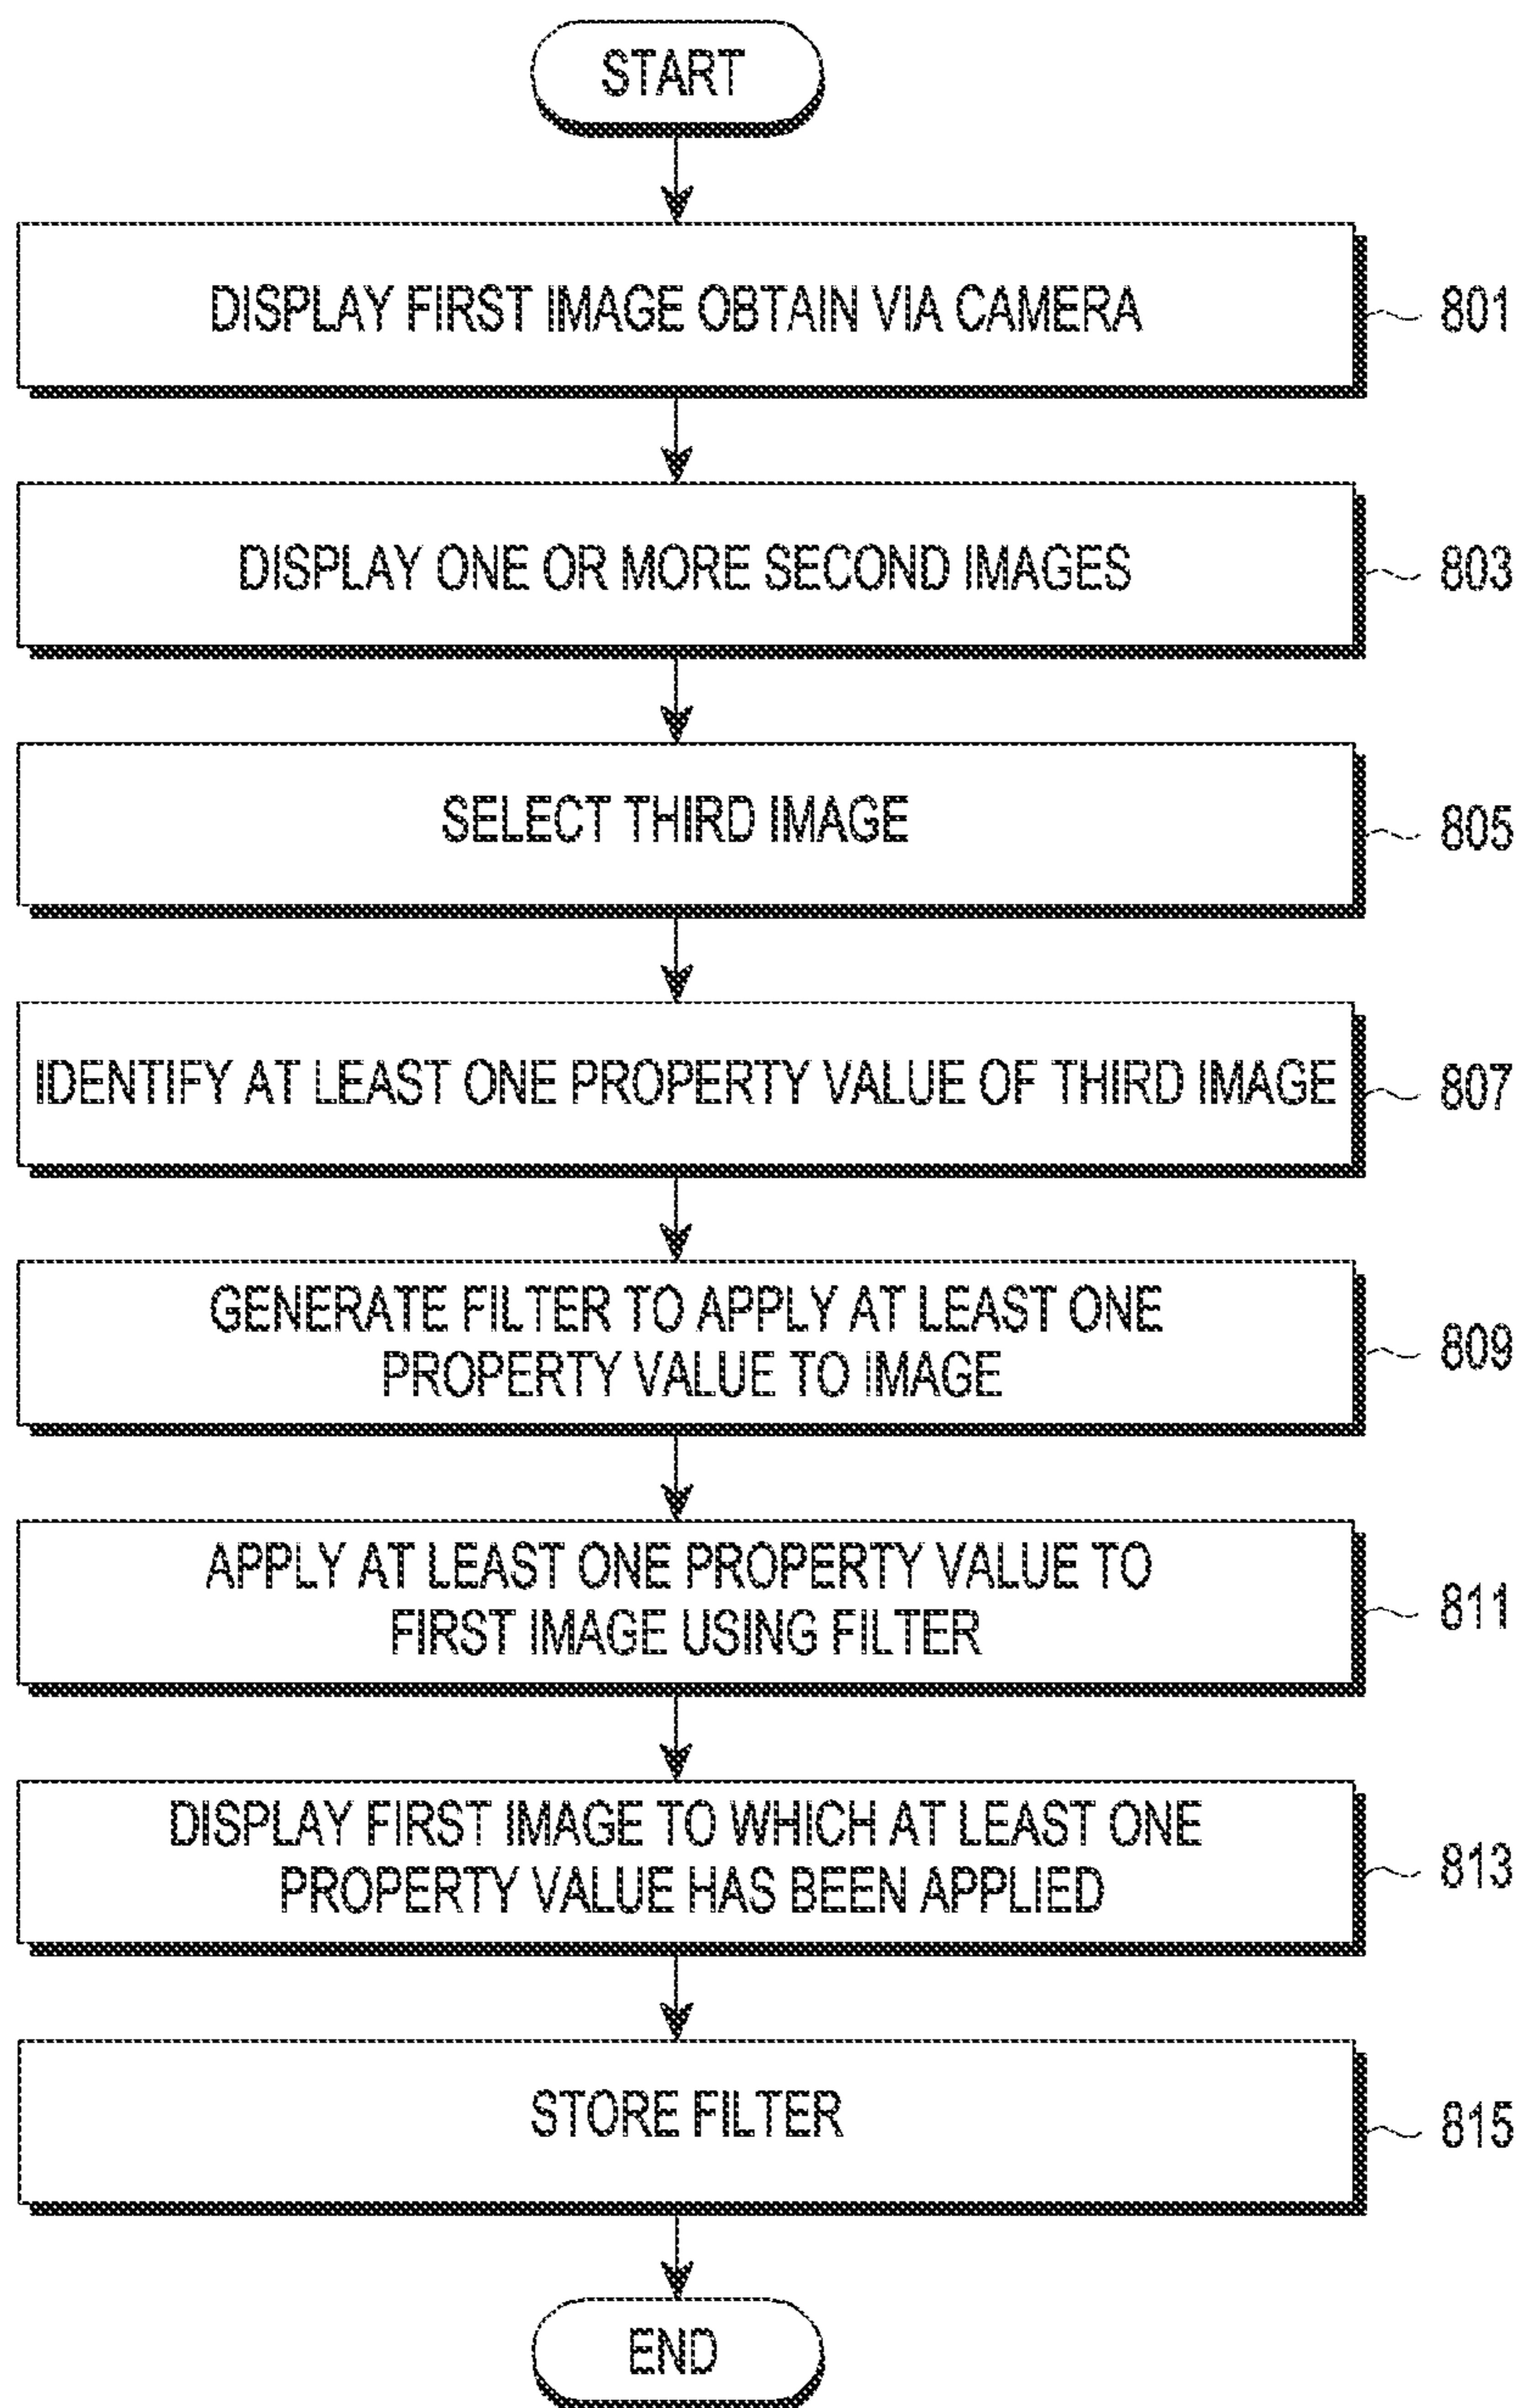 START
DISPLAY FIRST IMAGE OBTAIN VIA CAMERA
801
DISPLAY ONE OR MORE SECOND IMAGES
803
SELECT THIRD IMAGE
805
IDENTIFY AT LEAST ONE PROPERTY VALUE OF THIRD IMAGE
807
GENERATE FILTER TO APPLY AT LEAST ONE
PROPERTY VALUE TO IMAGE
809
APPLY AT LEAST ONE PROPERTY VALUE TO
FIRST IMAGE USING FILTER
811
DISPLAY FIRST IMAGE TO WHICH AT LEAST ONE
PROPERTY VALUE HAS BEEN APPLIED
813
STORE FILTER
815
END